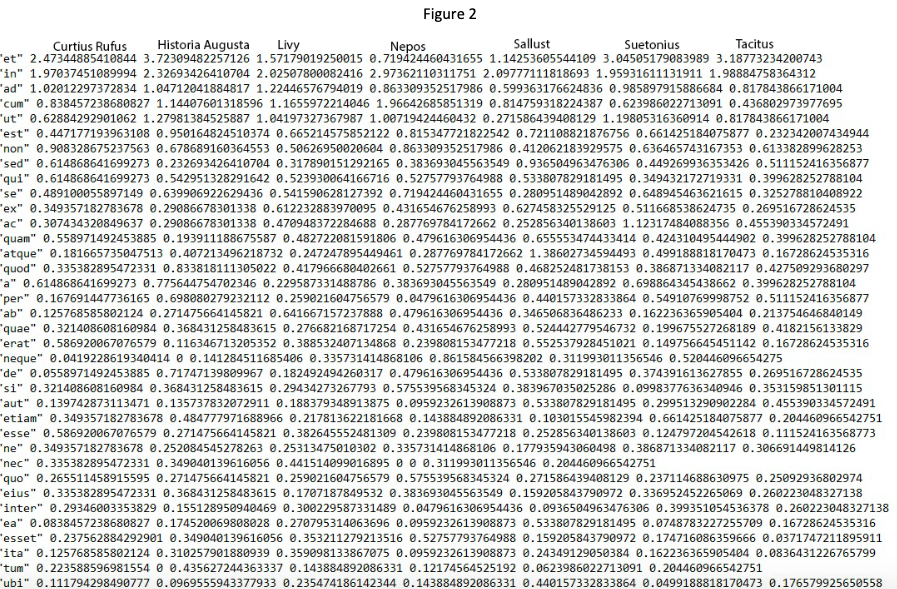 Figure 2
Curtius Rufus Historia Augusta Livy Nepos Sallust Suetonius Tacitus
"et" 2.47344885410844 3.72309482257126 1.57179019250015 0.719424460431655 1.14253605544109 3.04505179083989 3.18773234200743
"in" 1.97037451089994 2.32693426410704 2.02507800082416 2.97362110311751 2.09777111818693 1.95931611131911 1.98884758364312
"ad" 1.02012297372834 1.04712041884817 1.22446576794019 0.863309352517986 0.599363176624836 0.985897915886684 0.817843866171004
"cum" 0.838457238680827 1.14407601318596 1.1655972214046 1.96642685851319 0.814759318224387 0.623986022713091 0.436802973977695
"ut" 0.62884292901062 1.27981384525887 1.04197327367987 1.00719424460432 0.271586439408129 1.19805316360914 0.817843866171004
"est" 0.447177193963108 0.950164824510374 0.665214575852122 0.815347721822542 0.721108821876756 0.661425184075877 0.232342007434944
"non" 0.908328675237563 0.678689160364553 0.50626950020604 0.863309352517986 0.412062183929575 0.636465743167353 0.613382899628253
"sed" 0.614868641699273 0.232693426410704 0.317890151292165 0.383693045563549 0.936504963476306 0.449269936353426 0.511152416356877
"qui" 0.614868641699273 0.542951328291642 0.523930064166716 0.52757793764988 0.533807829181495 0.349432172719331 0.399628252788104
"se" 0.489100055897149 0.639906922629436 0.541590628127392 0.719424460431655 0.280951489042892 0.648945463621615 0.325278810408922
"ex" 0.349357182783678 0.29086678301338 0.612232883970095 0.431654676258993 0.627458325529125 0.511668538624735 0.269516728624535
"ac" 0.307434320849637 0.29086678301338 0.470948372284688 0.287769784172662 0.252856340138603 1.12317484088356 0.455390334572491
"quam" 0.558971492453885 0.193911188675587 0.482722081591806 0.479616306954436 0.655553474433414 0.424310495444902 0.399628252788104
"atque" 0.181665735047513 0.407213496218732 0.247247895449461 0.287769784172662 1.38602734594493 0.499188818170473 0.16728624535316
"quod" 0.335382895472331 0.833818111305022 0.417966680402661 0.52757793764988 0.468252481738153 0.386871334082117 0.427509293680297
"a" 0.614868641699273 0.775644754702346 0.229587331488786 0.383693045563549 0.280951489042892 0.698864345438662 0.399628252788104
"per" 0.167691447736165 0.698080279232112 0.259021604756579 0.0479616306954436 0.440157332833864 0.54910769998752 0.511152416356877
"ab" 0.125768585802124 0.271475664145821 0.641667157237888 0.479616306954436 0.346506836486233 0.162236365905404 0.213754646840149
"quae" 0.321408608160984 0.368431258483615 0.276682168717254 0.431654676258993 0.524442779546732 0.199675527268189 0.4182156133829
"erat" 0.586920067076579 0.116346713205352 0.388532407134868 0.239808153477218 0.552537928451021 0.149756645451142 0.16728624535316
"neque" 0.0419228619340414 0 0.141284511685406 0.335731414868106 0.861584566398202 0.311993011356546 0.520446096654275
"de" 0.0558971492453885 0.71747139809967 0.182492494260317 0.479616306954436 0.533807829181495 0.374391613627855 0.269516728624535
"si" 0.321408608160984 0.368431258483615 0.29434273267793 0.575539568345324 0.383967035025286 0.0998377636340946 0.353159851301115
"aut" 0.139742873113471 0.135737832072911 0.188379348913875 0.0959232613908873 0.533807829181495 0.299513290902284 0.455390334572491
"etiam" 0.349357182783678 0.484777971688966 0.217813622181668 0.143884892086331 0.103015545982394 0.661425184075877 0.204460966542751
"esse" 0.586920067076579 0.271475664145821 0.382645552481309 0.239808153477218 0.252856340138603 0.124797204542618 0.111524163568773
"ne" 0.349357182783678 0.252084545278263 0.25313475010302 0.335731414868106 0.177935943060498 0.386871334082117 0.306691449814126
"nec" 0.335382895472331 0.349040139616056 0.441514099016895 0 0 0.311993011356546 0.204460966542751
"quo" 0.265511458915595 0.271475664145821 0.259021604756579 0.575539568345324 0.271586439408129 0.237114688630975 0.25092936802974
"eius" 0.335382895472331 0.368431258483615 0.1707187849532 0.383693045563549 0.159205843790972 0.336952452265069 0.260223048327138
"inter" 0.29346003353829 0.155128950940469 0.300229587331489 0.0479616306954436 0.0936504963476306 0.399351054536378 0.260223048327138
"ea" 0.0838457238680827 0.174520069808028 0.270795314063696 0.0959232613908873 0.533807829181495 0.0748783227255709 0.16728624535316
"esset" 0.237562884292901 0.349040139616056 0.353211279213516 0.52757793764988 0.159205843790972 0.174716086359666 0.0371747211895911
"ita" 0.125768585802124 0.310257901880939 0.359098133867075 0.0959232613908873 0.24349129050384 0.162236365905404 0.0836431226765799
"tum" 0.223588596981554 0 0.435627244363337 0.143884892086331 0.12174564525192 0.0623986022713091 0.204460966542751
"ubi" 0.111794298490777 0.0969555943377933 0.235474186142344 0.143884892086331 0.440157332833864 0.0499188818170473 0.176579925650558